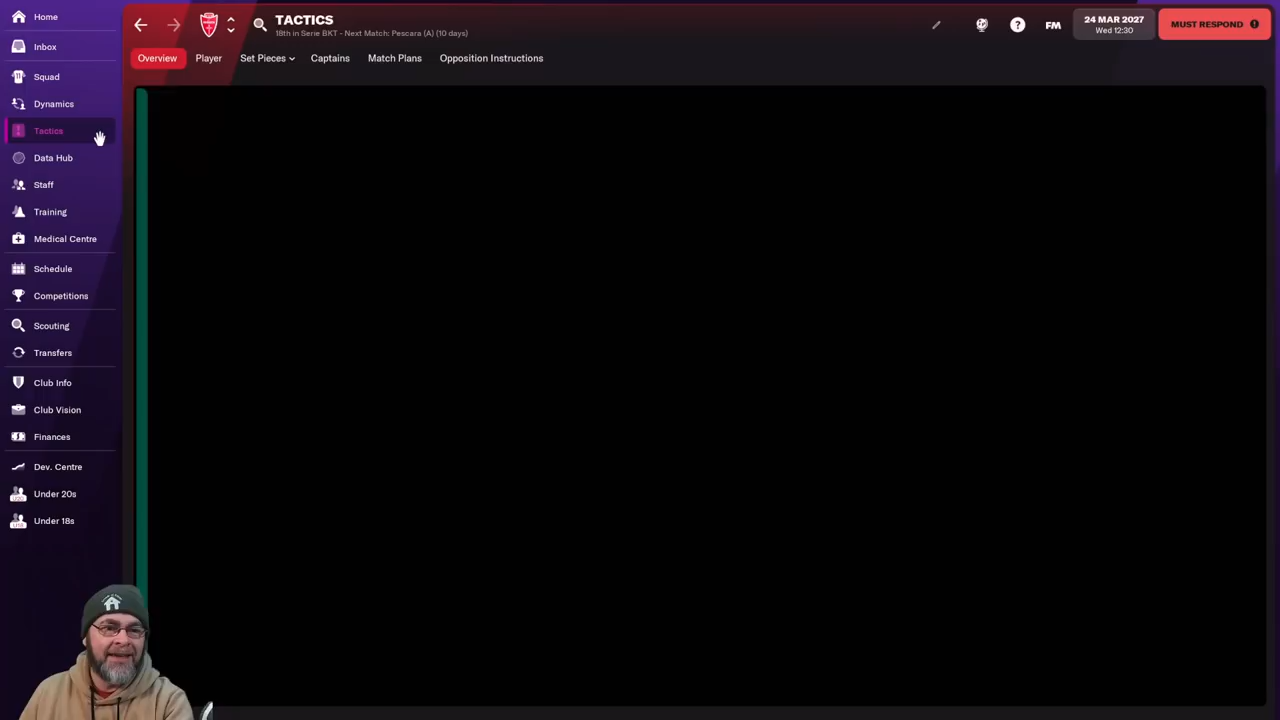 Home
Inbox
Squad
Dynamics
Tactics
Data Hub
Staff
Training
Medical Centre
Schedule
Competitions
Scouting
Transfers
Club Info
Club Vision
Finances
Dev. Centre
Under 20s
Under 18s
TACTICS
18th in Serie BKT - Next Match: Pescara (A) (10 days)
FM
24 MAR 2027
Wed 12:30
MUST RESPOND
Overview
Player
Set Pieces
Captains
Match Plans
Opposition Instructions